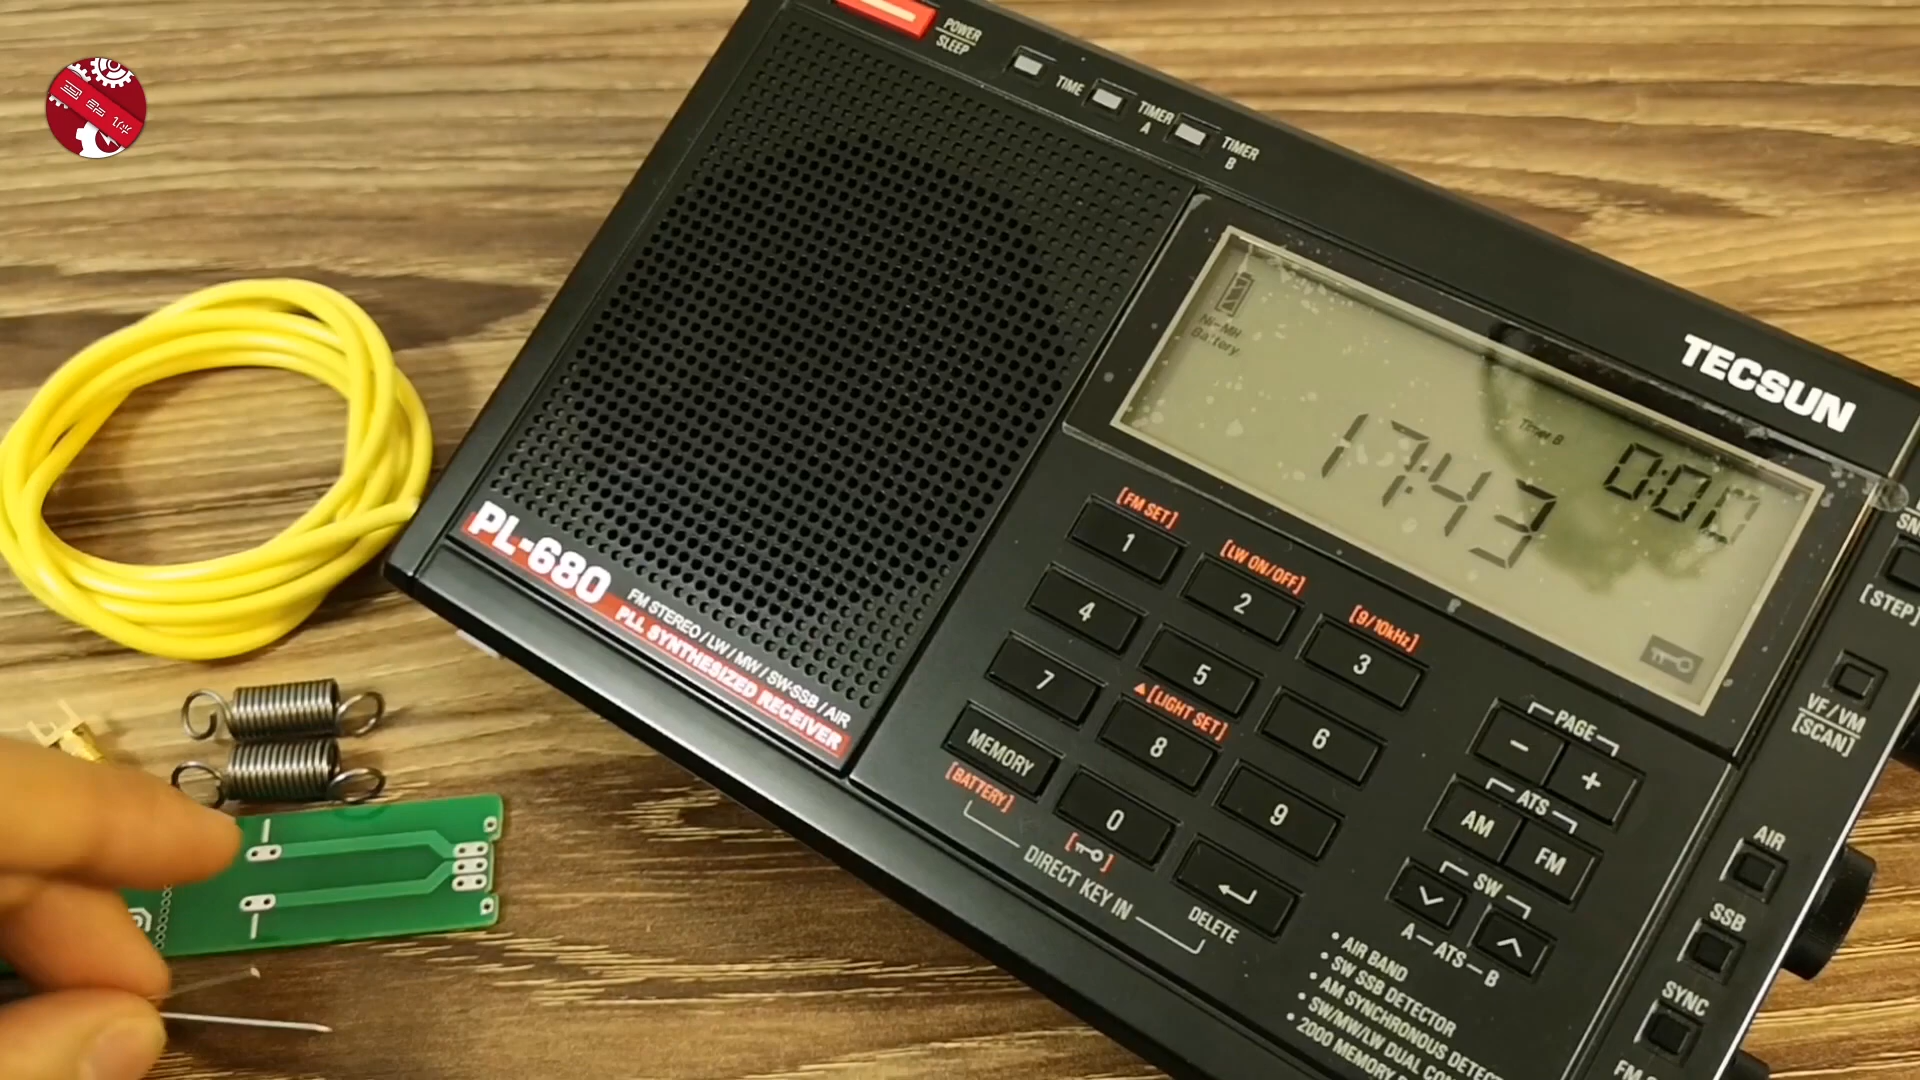 POWER
SLEEP
TIME
TIMER
A
TIMER
B
TECSUN
Ni-MH
Battery
Timer B
0:00
17:43
PL-680
FM STEREO / LW / MW / SW-SSB / AIR
PLL SYNTHESIZED RECEIVER
[FM SET]
1
[LW ON/OFF]
2
[9/10kHz]
3
4
5
6
7
▲[LIGHT SET]
8
9
MEMORY
[BATTERY]
0
DIRECT KEY IN
DELETE
PAGE
-
+
ATS
AM
FM
SW
A-ATS-B
[STEP]
VF/VM
[SCAN]
AIR
SSB
SYNC
• AIR BAND
• SW SSB DETECTOR
• AM SYNCHRONOUS
• SW/MW/LW DUAL
• 2000 MEMORY